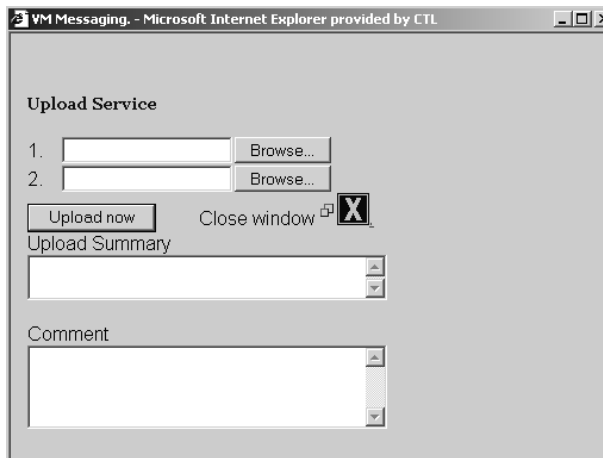 VM Messaging. - Microsoft Internet Explorer provided by CTL
Upload Service
1. Browse...
2. Browse...
Upload now Close window X
Upload Summary
Comment